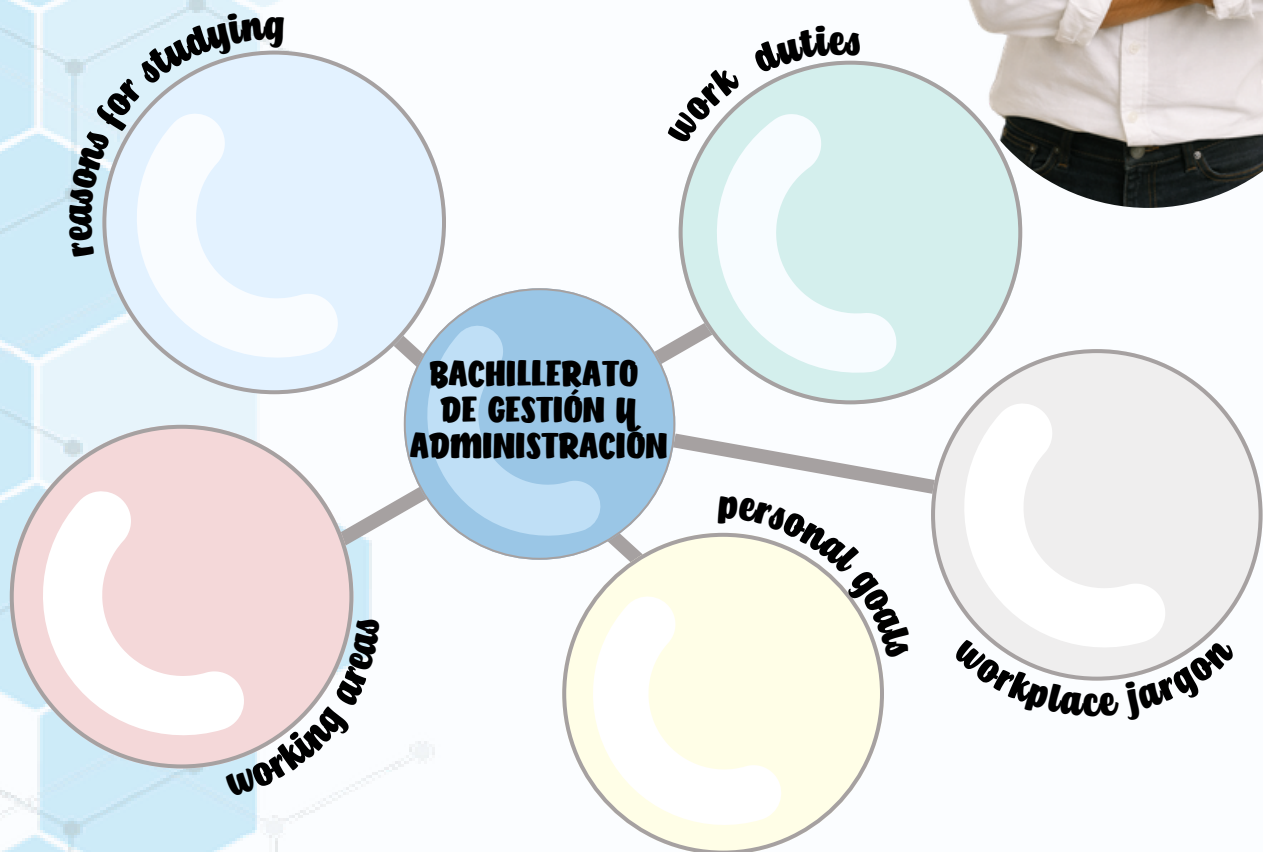 reasons for studying
work duties
BACHILLERATO
DE GESTIÓN Y
ADMINISTRACIÓN
personal goals
working areas
workplace jargon